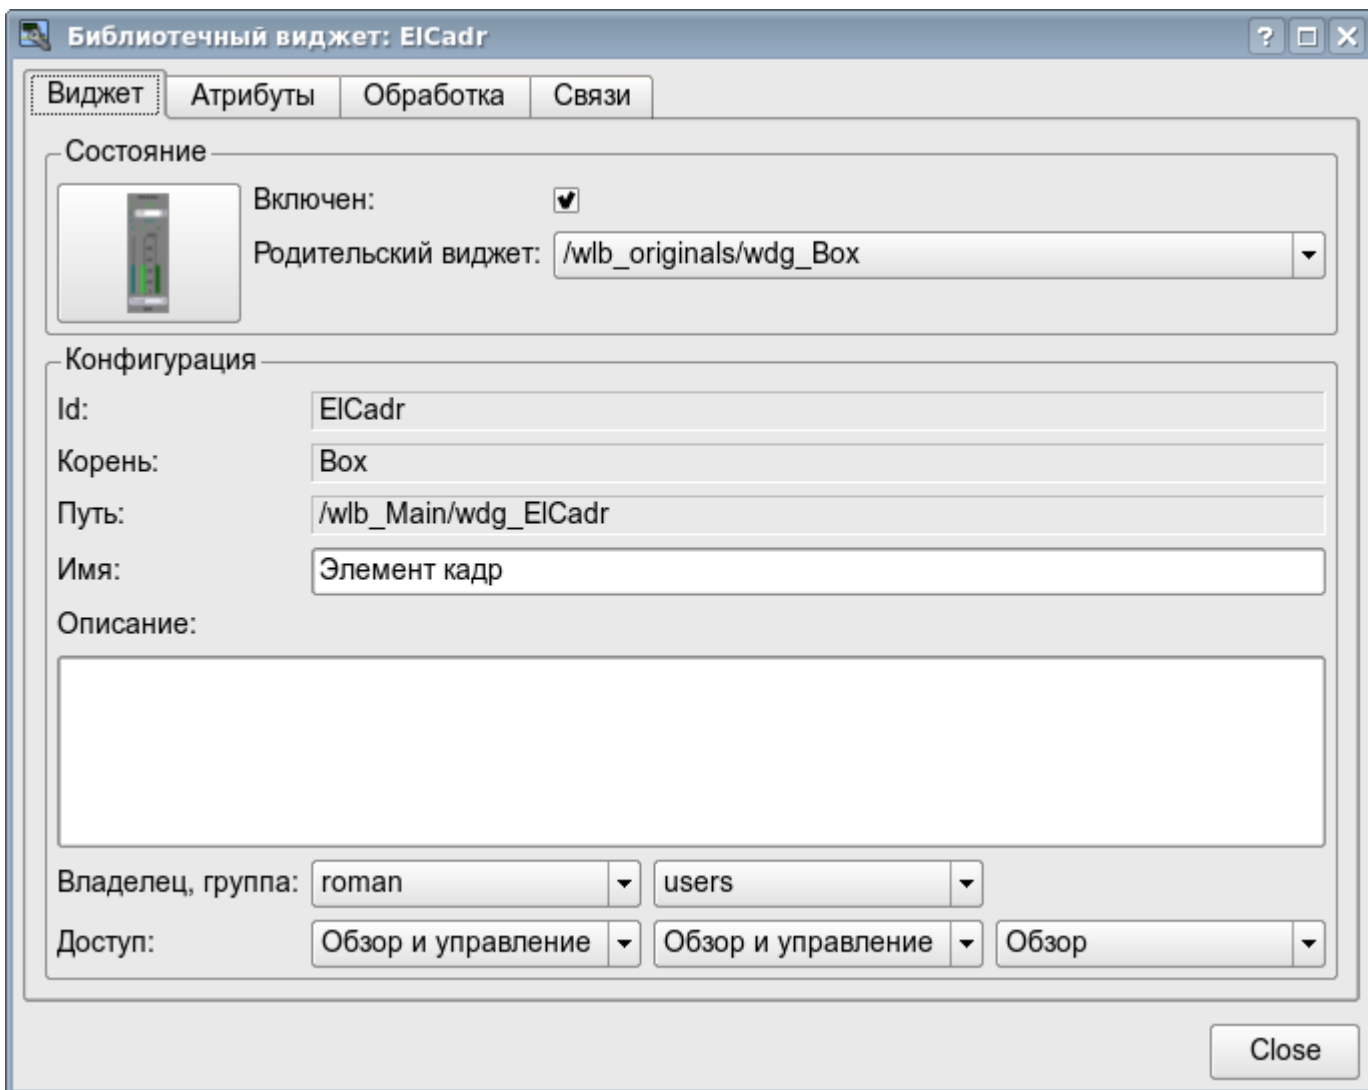 Библиотечный виджет: ElCadr
Виджет Атрибуты Обработка Связи
Состояние
Включен:
Родительский виджет: /wlb_originals/wdg_Box
Конфигурация
Id: ElCadr
Корень: Box
Путь: /wlb_Main/wdg_ElCadr
Имя: Элемент кадр
Описание:
Владелец, группа: roman users
Доступ: Обзор и управление Обзор и управление Обзор
Close